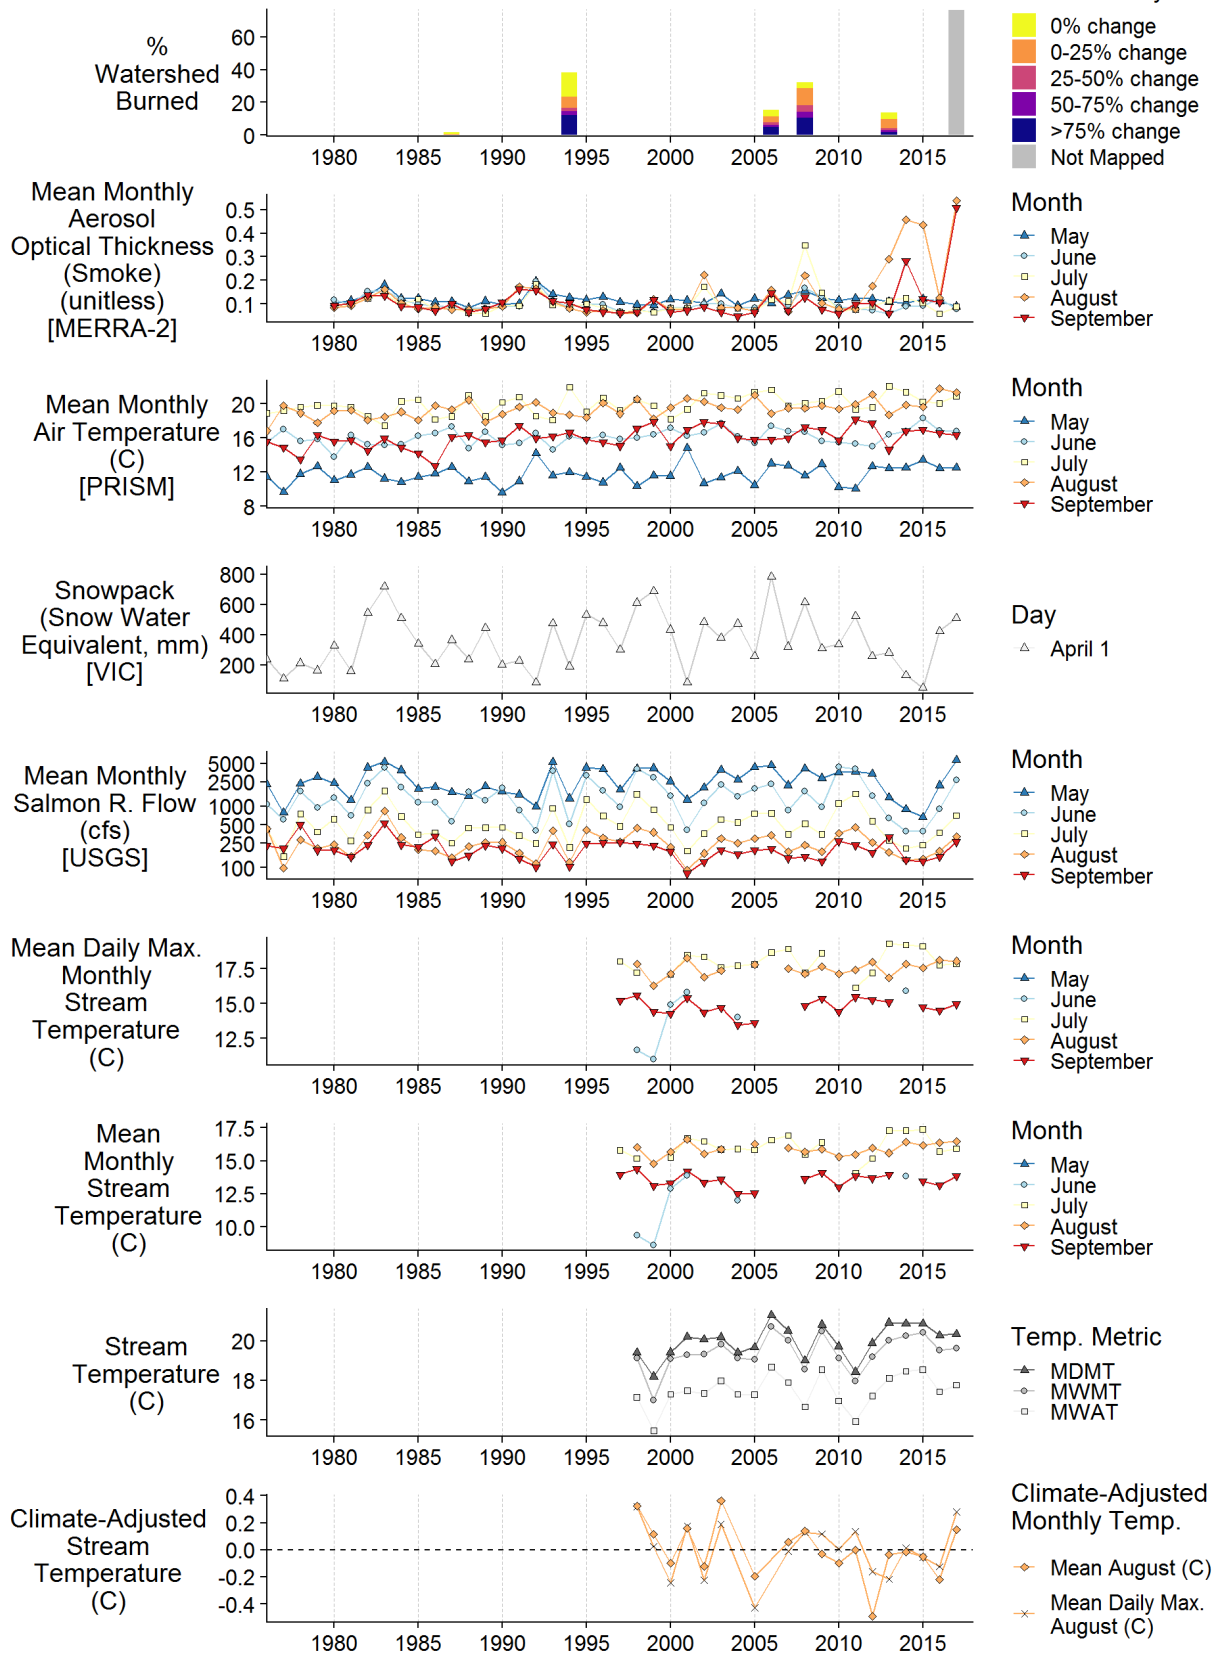 %
Watershed
Burned
60
40
20
0
1980 1985 1990 1995 2000 2005 2010 2015
0% change
0-25% change
25-50% change
50-75% change
>75% change
Not Mapped
Mean Monthly
Aerosol
Optical Thickness
(Smoke)
(unitless)
[MERRA-2]
0.5
0.4
0.3
0.2
0.1
1980 1985 1990 1995 2000 2005 2010 2015
Month
May
June
July
August
September
Mean Monthly
Air Temperature
(C)
[PRISM]
20
16
12
8
1980 1985 1990 1995 2000 2005 2010 2015
Month
May
June
July
August
September
Snowpack
(Snow Water
Equivalent, mm)
[VIC]
800
600
400
200
1980 1985 1990 1995 2000 2005 2010 2015
Day
April 1
Mean Monthly
Salmon R. Flow
(cfs)
[USGS]
5000
2500
1000
500
250
100
1980 1985 1990 1995 2000 2005 2010 2015
Month
May
June
July
August
September
Mean Daily Max.
Monthly
Stream
Temperature
(C)
17.5
15.0
12.5
1980 1985 1990 1995 2000 2005 2010 2015
Month
May
June
July
August
September
Mean
Monthly
Stream
Temperature
(C)
17.5
15.0
12.5
10.0
1980 1985 1990 1995 2000 2005 2010 2015
Month
May
June
July
August
September
Stream
Temperature
(C)
20
18
16
1980 1985 1990 1995 2000 2005 2010 2015
Temp. Metric
MDMT
MWMT
MWAT
Climate-Adjusted
Stream
Temperature
(C)
0.4
0.2
0.0
-0.2
-0.4
1980 1985 1990 1995 2000 2005 2010 2015
Climate-Adjusted
Monthly Temp.
Mean August (C)
Mean Daily Max.
August (C)